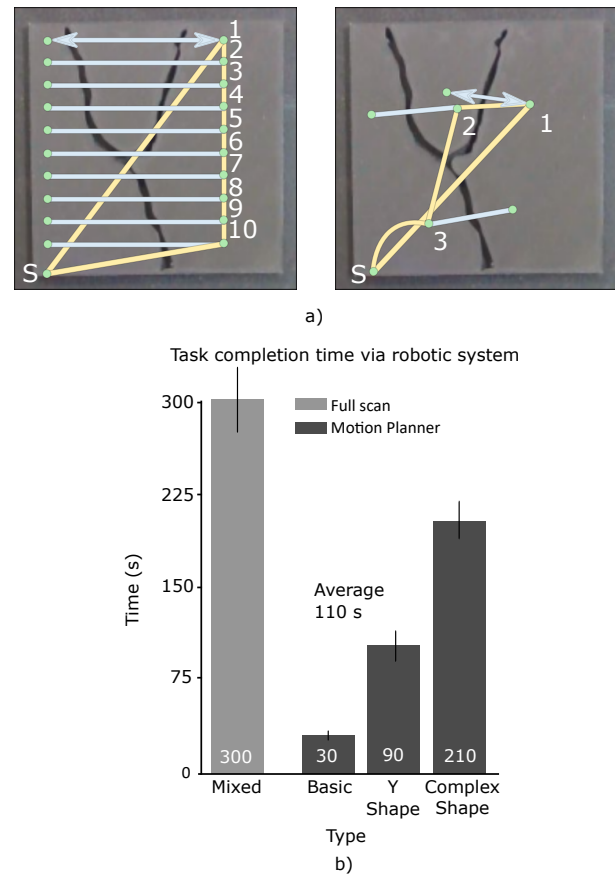 1
2
3
4
5
6
7
8
9
10
S
1
2
3
S
a)
Task completion time via robotic system
300
225
150
75
0
Time (s)
Full scan
Motion Planner
Average
110 s
300
30
90
210
Mixed
Basic
Y
Shape
Complex
Shape
Type
b)